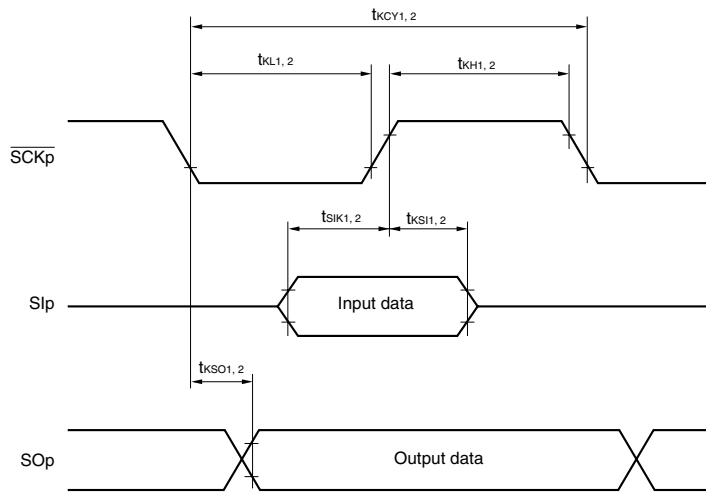 tKCY1, 2
tKL1, 2
tKH1, 2
SCKp
tSIK1, 2
tKSI1, 2
SIp
Input data
tKSO1, 2
SOp
Output data